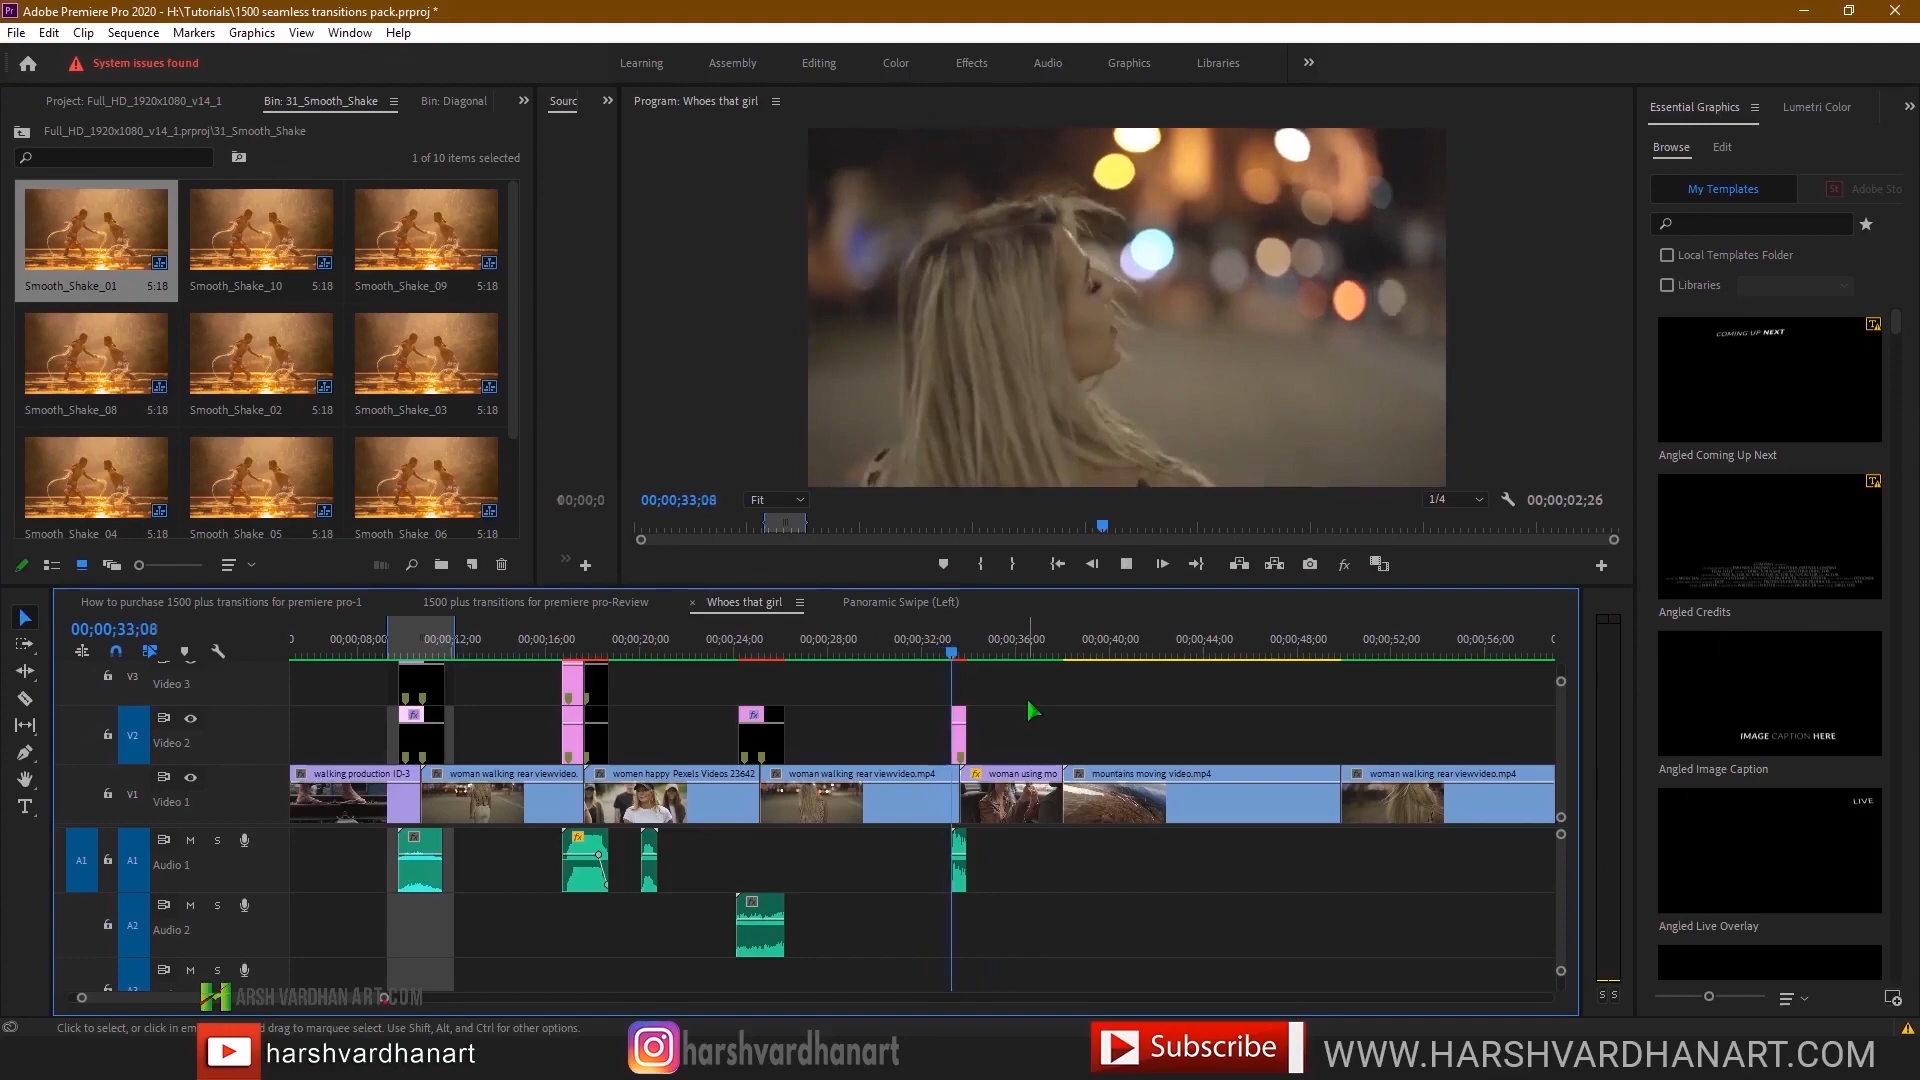 Adobe Premiere Pro 2020 - H:\Tutorials\1500 seamless transitions pack.prproj *
File Edit Clip Sequence Markers Graphics View Window Help
System issues found
Learning Assembly Editing Color Effects Audio Graphics Libraries
Project: Full_HD_1920x1080_v14_1 Bin: 31_Smooth_Shake Bin: Diagonal
Full_HD_1920x1080_v14_1.prproj\31_Smooth_Shake
1 of 10 items selected
Smooth_Shake_01 5:18 Smooth_Shake_10 5:18 Smooth_Shake_09 5:18
Smooth_Shake_08 5:18 Smooth_Shake_02 5:18 Smooth_Shake_03 5:18
Smooth_Shake_04 5:18 Smooth_Shake_05 5:18 Smooth_Shake_06 5:18
Sourc
00;00;0
Program: Whoes that girl
00;00;33;08 Fit 1/4 00;00;02;26
Essential Graphics Lumetri Color
Browse Edit
My Templates Adobe Sto
Local Templates Folder
Libraries
COMING UP NEXT
Angled Coming Up Next
Angled Credits
IMAGE CAPTION HERE
Angled Image Caption
LIVE
Angled Live Overlay
How to purchase 1500 plus transitions for premiere pro-1 1500 plus transitions for premiere pro-Review × Whoes that girl Panoramic Swipe (Left)
00;00;33;08
00;00;08;00 00;00;12;00 00;00;16;00 00;00;20;00 00;00;24;00 00;00;28;00 00;00;32;00 00;00;36;00 00;00;40;00 00;00;44;00 00;00;48;00 00;00;52;00 00;00;56;00
V3 Video 3
V2 Video 2
V1 Video 1
walking production ID-3 woman walking rear viewvideo. women happy Pexels Videos 23642 woman walking rear viewvideo.mp4 woman using mo mountains moving video.mp4 woman walking rear viewvideo.mp4
A1 A1 M S Audio 1
A2 M S Audio 2
M S
S S
ARSH VARDHAN ART.COM
Click to select, or click in em d drag to marquee select. Use Shift, Alt, and Ctrl for other options.
harshvardhanart harshvardhanart Subscribe WWW.HARSHVARDHANART.COM